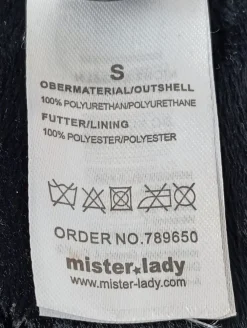 S
OBERMATERIAL/OUTSHELL
100% POLYURETHAN/POLYURETHANE
FUTTER/LINING
100% POLYESTER/POLYESTER
ORDER NO.789650
mister★lady
www.mister-lady.com